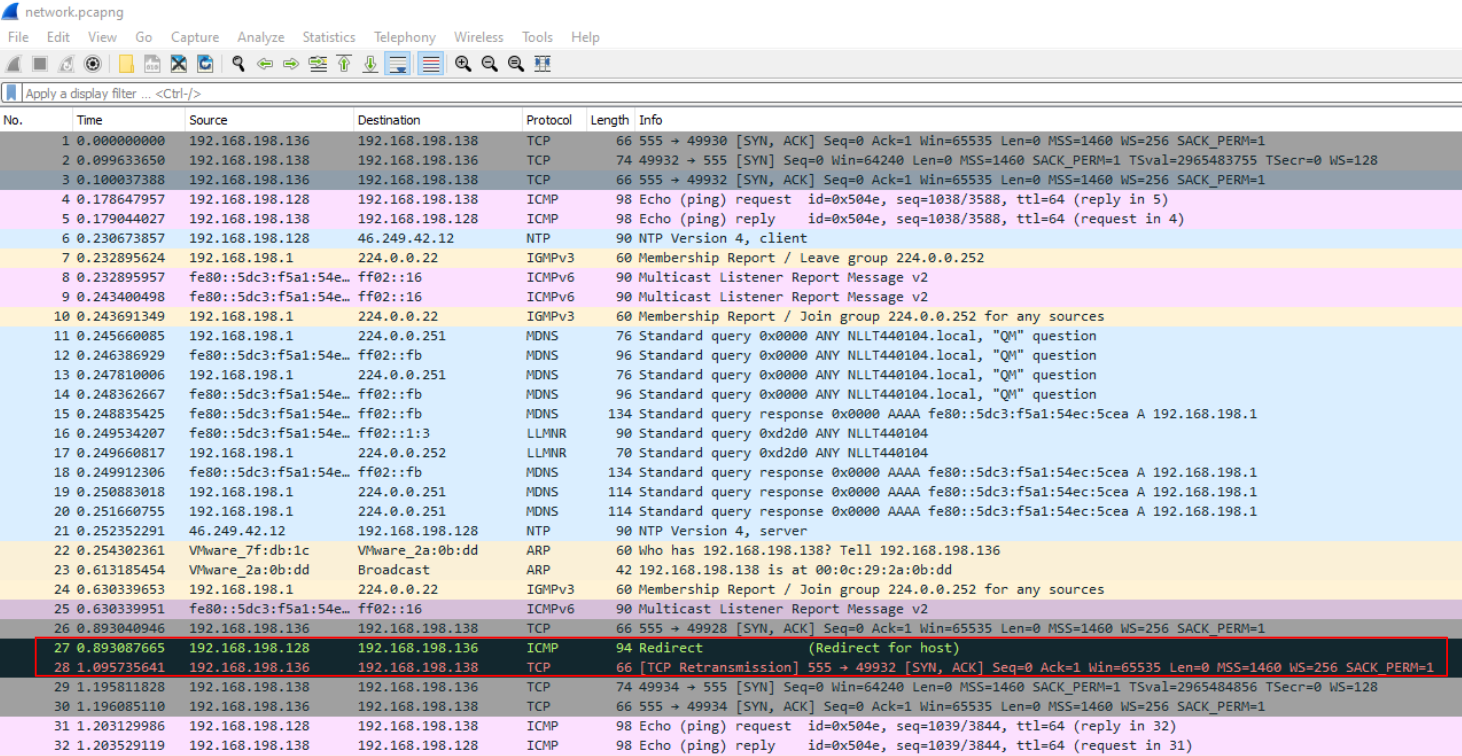 network.pcapng
File Edit View Go Capture Analyze Statistics Telephony Wireless Tools Help
Apply a display filter ... <Ctrl-/>
No. Time Source Destination Protocol Length Info
1 0.000000000 192.168.198.136 192.168.198.138 TCP 66 555 → 49930 [SYN, ACK] Seq=0 Ack=1 Win=65535 Len=0 MSS=1460 WS=256 SACK_PERM=1
2 0.099633650 192.168.198.138 192.168.198.136 TCP 74 49932 → 555 [SYN] Seq=0 Win=64240 Len=0 MSS=1460 SACK_PERM=1 TSval=2965483755 TSecr=0 WS=128
3 0.100037388 192.168.198.136 192.168.198.138 TCP 66 555 → 49932 [SYN, ACK] Seq=0 Ack=1 Win=65535 Len=0 MSS=1460 WS=256 SACK_PERM=1
4 0.178647957 192.168.198.128 192.168.198.138 ICMP 98 Echo (ping) request id=0x504e, seq=1038/3588, ttl=64 (reply in 5)
5 0.179044027 192.168.198.138 192.168.198.128 ICMP 98 Echo (ping) reply id=0x504e, seq=1038/3588, ttl=64 (request in 4)
6 0.230673857 192.168.198.128 46.249.42.12 NTP 90 NTP Version 4, client
7 0.232895624 192.168.198.1 224.0.0.22 IGMPv3 60 Membership Report / Leave group 224.0.0.252
8 0.232895957 fe80::5dc3:f5a1:54e… ff02::16 ICMPv6 90 Multicast Listener Report Message v2
9 0.243400498 fe80::5dc3:f5a1:54e… ff02::16 ICMPv6 90 Multicast Listener Report Message v2
10 0.243691349 192.168.198.1 224.0.0.22 IGMPv3 60 Membership Report / Join group 224.0.0.252 for any sources
11 0.245660085 192.168.198.1 224.0.0.251 MDNS 76 Standard query 0x0000 ANY NLLT440104.local, "QM" question
12 0.246386929 fe80::5dc3:f5a1:54e… ff02::fb MDNS 96 Standard query 0x0000 ANY NLLT440104.local, "QM" question
13 0.247810006 192.168.198.1 224.0.0.251 MDNS 76 Standard query 0x0000 ANY NLLT440104.local, "QM" question
14 0.248362667 fe80::5dc3:f5a1:54e… ff02::fb MDNS 96 Standard query 0x0000 ANY NLLT440104.local, "QM" question
15 0.248835425 fe80::5dc3:f5a1:54e… ff02::fb MDNS 134 Standard query response 0x0000 AAAA fe80::5dc3:f5a1:54ec:5cea A 192.168.198.1
16 0.249534207 fe80::5dc3:f5a1:54e… ff02::1:3 LLMNR 90 Standard query 0xd2d0 ANY NLLT440104
17 0.249660817 192.168.198.1 224.0.0.252 LLMNR 70 Standard query 0xd2d0 ANY NLLT440104
18 0.249912306 fe80::5dc3:f5a1:54e… ff02::fb MDNS 134 Standard query response 0x0000 AAAA fe80::5dc3:f5a1:54ec:5cea A 192.168.198.1
19 0.250883018 192.168.198.1 224.0.0.251 MDNS 114 Standard query response 0x0000 AAAA fe80::5dc3:f5a1:54ec:5cea A 192.168.198.1
20 0.251660755 192.168.198.1 224.0.0.251 MDNS 114 Standard query response 0x0000 AAAA fe80::5dc3:f5a1:54ec:5cea A 192.168.198.1
21 0.252352291 46.249.42.12 192.168.198.128 NTP 90 NTP Version 4, server
22 0.254302361 VMware_7f:db:1c VMware_2a:0b:dd ARP 60 Who has 192.168.198.138? Tell 192.168.198.136
23 0.613185454 VMware_2a:0b:dd Broadcast ARP 42 192.168.198.138 is at 00:0c:29:2a:0b:dd
24 0.630339653 192.168.198.1 224.0.0.22 IGMPv3 60 Membership Report / Join group 224.0.0.252 for any sources
25 0.630339951 fe80::5dc3:f5a1:54e… ff02::16 ICMPv6 90 Multicast Listener Report Message v2
26 0.893040946 192.168.198.136 192.168.198.138 TCP 66 555 → 49928 [SYN, ACK] Seq=0 Ack=1 Win=65535 Len=0 MSS=1460 WS=256 SACK_PERM=1
27 0.893087665 192.168.198.128 192.168.198.136 ICMP 94 Redirect (Redirect for host)
28 1.095735641 192.168.198.136 192.168.198.138 TCP 66 [TCP Retransmission] 555 → 49932 [SYN, ACK] Seq=0 Ack=1 Win=65535 Len=0 MSS=1460 WS=256 SACK_PERM=1
29 1.195811828 192.168.198.138 192.168.198.136 TCP 74 49934 → 555 [SYN] Seq=0 Win=64240 Len=0 MSS=1460 SACK_PERM=1 TSval=2965484856 TSecr=0 WS=128
30 1.196085110 192.168.198.136 192.168.198.138 TCP 66 555 → 49934 [SYN, ACK] Seq=0 Ack=1 Win=65535 Len=0 MSS=1460 WS=256 SACK_PERM=1
31 1.203129986 192.168.198.128 192.168.198.138 ICMP 98 Echo (ping) request id=0x504e, seq=1039/3844, ttl=64 (reply in 32)
32 1.203529119 192.168.198.138 192.168.198.128 ICMP 98 Echo (ping) reply id=0x504e, seq=1039/3844, ttl=64 (request in 31)